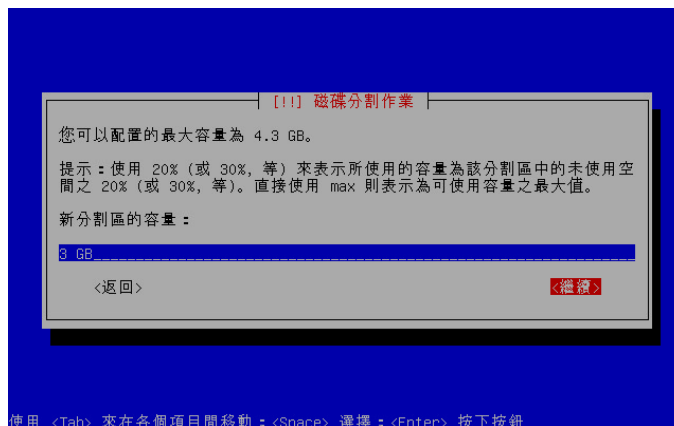 [!!] 磁碟分割作業
您可以配置的最大容量為 4.3 GB。
提示：使用 20% (或 30%, 等) 來表示所使用的容量為該分割區中的未使用空
間之 20% (或 30%, 等)。直接使用 max 則表示為可使用容量之最大值。
新分割區的容量：
3 GB
<返回> <繼續>
使用 <Tab> 來在各個項目間移動；<Space> 選擇；<Enter> 按下按鈕